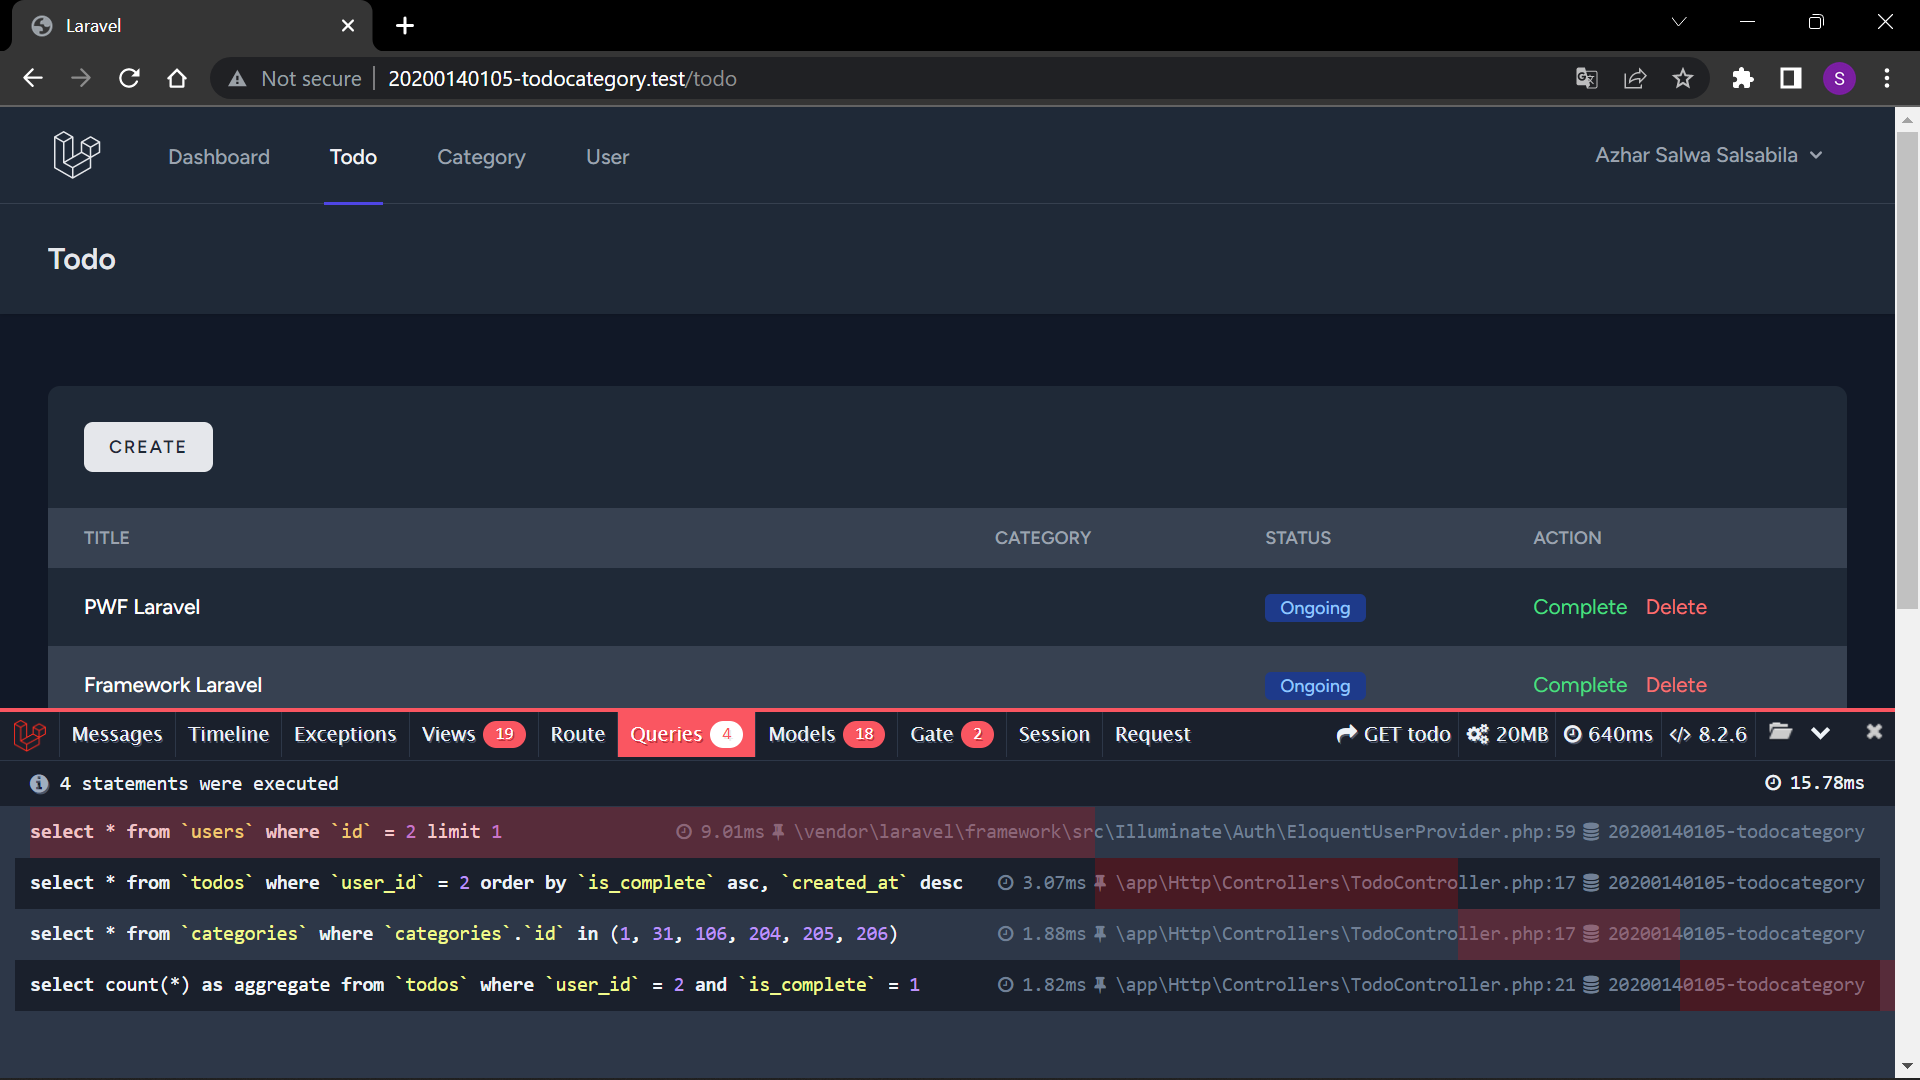 Laravel
Not secure 20200140105-todocategory.test/todo S
Dashboard Todo Category User Azhar Salwa Salsabila
Todo
CREATE
TITLE CATEGORY STATUS ACTION
PWF Laravel Ongoing Complete Delete
Framework Laravel Ongoing Complete Delete
Messages Timeline Exceptions Views 19 Route Queries 4 Models 18 Gate 2 Session Request GET todo 20MB 640ms </> 8.2.6
4 statements were executed 15.78ms
select * from `users` where `id` = 2 limit 1 9.01ms \vendor\laravel\framework\src\Illuminate\Auth\EloquentUserProvider.php:59 20200140105-todocategory
select * from `todos` where `user_id` = 2 order by `is_complete` asc, `created_at` desc 3.07ms \app\Http\Controllers\TodoController.php:17 20200140105-todocategory
select * from `categories` where `categories`.`id` in (1, 31, 106, 204, 205, 206) 1.88ms \app\Http\Controllers\TodoController.php:17 20200140105-todocategory
select count(*) as aggregate from `todos` where `user_id` = 2 and `is_complete` = 1 1.82ms \app\Http\Controllers\TodoController.php:21 20200140105-todocategory